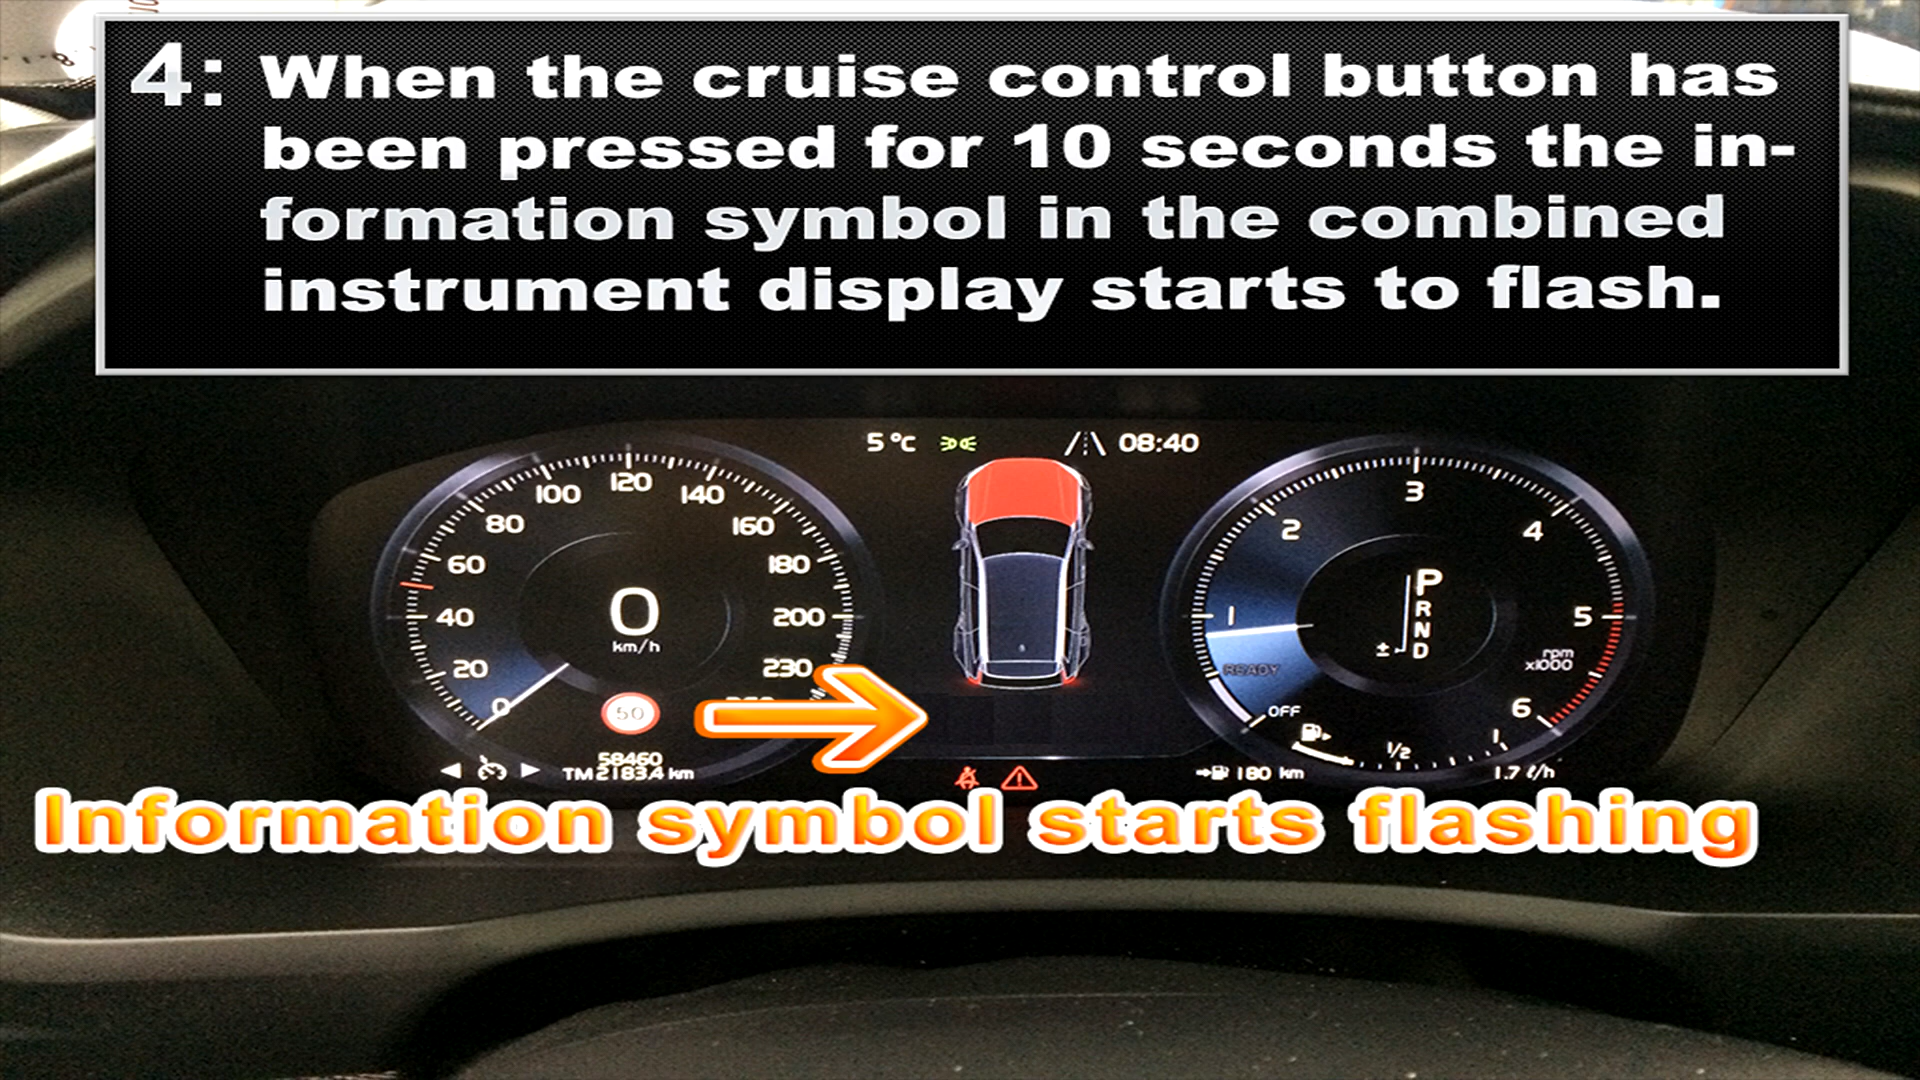 4: When the cruise control button has
been pressed for 10 seconds the in-
formation symbol in the combined
instrument display starts to flash.
5 °C 08:40
0 20 40 60 80 100 120 140 160 180 200 230
0
km/h
50
58460
TM 2183.4 km
1 2 3 4 5 6
P
R
N
± D
rpm
x1000
READY
OFF
1/2 1
180 km
1.7 ℓ/h
Information symbol starts flashing